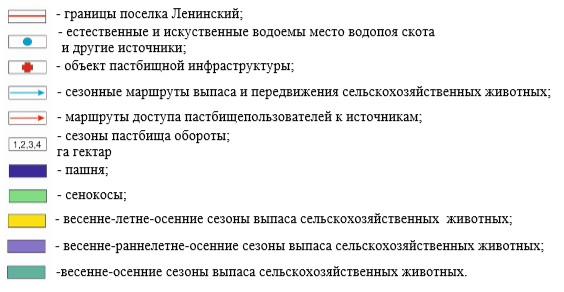 - границы поселка Ленинский;
- естественные и искуственные водоемы место водопоя скота
и другие источники;
- объект пастбищной инфраструктуры;
- сезонные маршруты выпаса и передвижения сельскохозяйственных животных;
- маршруты доступа пастбищепользователей к источникам;
1,2,3,4 - сезоны пастбища обороты;
га гектар
- пашня;
- сенокосы;
- весенне-летне-осенние сезоны выпаса сельскохозяйственных животных;
- весенне-раннелетне-осенние сезоны выпаса сельскохозяйственных животных;
-весенне-осенние сезоны выпаса сельскохозяйственных животных.